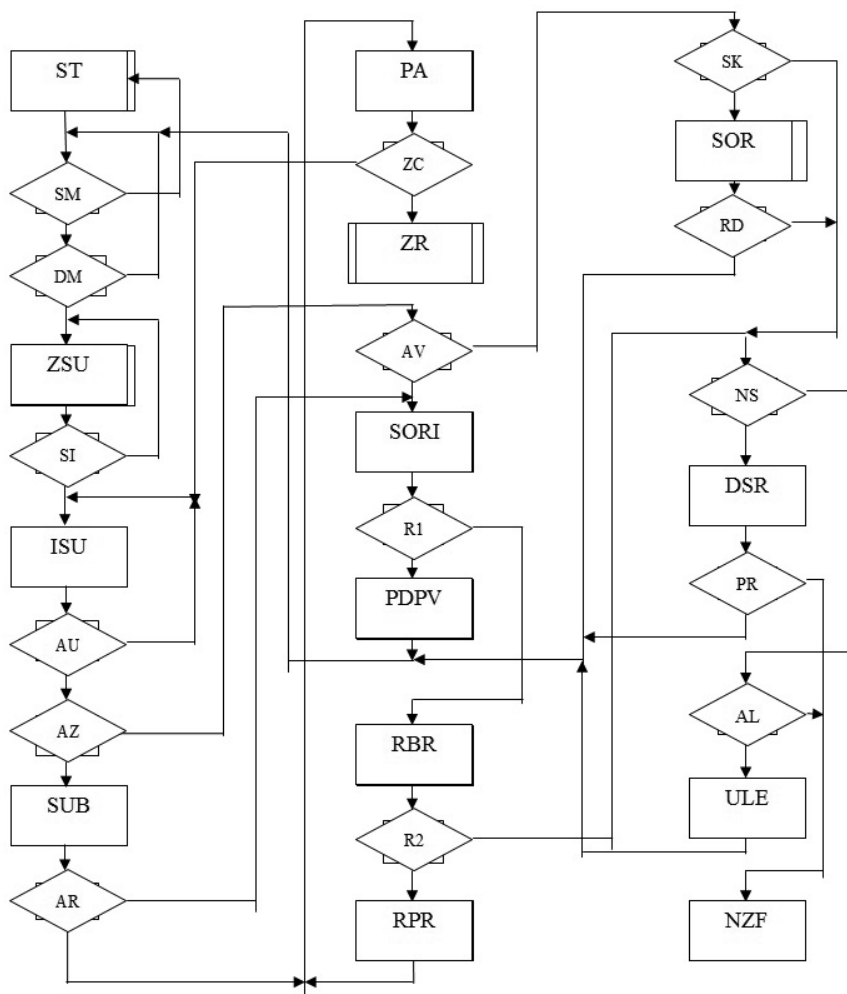 ST
SM
DM
ZSU
SI
ISU
AU
AZ
SUB
AR
PA
ZC
ZR
AV
SORI
R1
PDPV
RBR
R2
RPR
SK
SOR
RD
NS
DSR
PR
AL
ULE
NZF